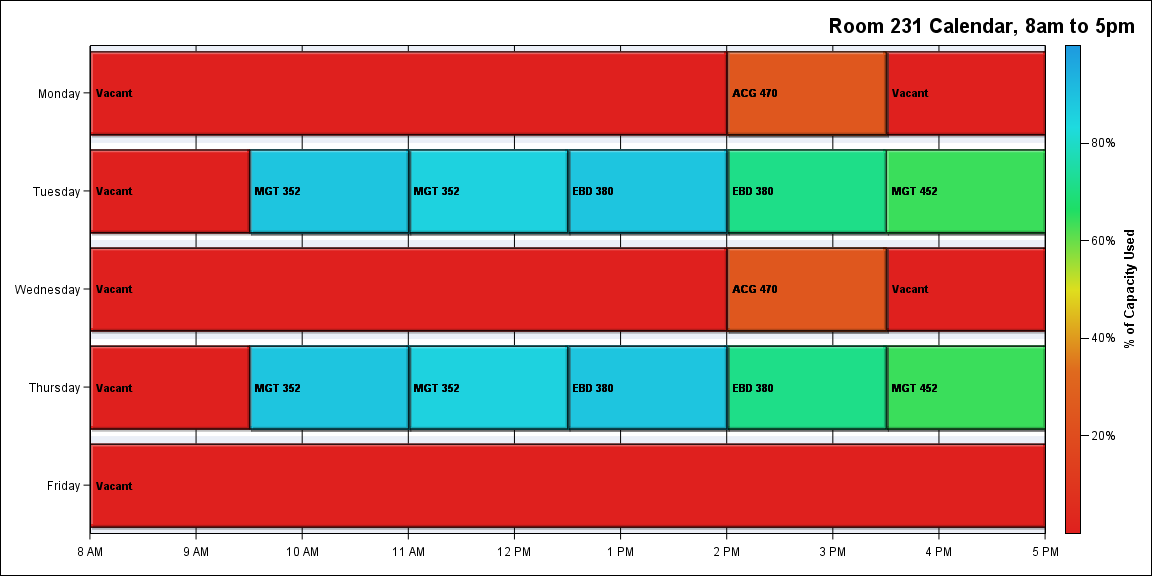 Room 231 Calendar, 8am to 5pm
Monday
Vacant
ACG 470
Vacant
Tuesday
Vacant
MGT 352
MGT 352
EBD 380
EBD 380
MGT 452
Wednesday
Vacant
ACG 470
Vacant
Thursday
Vacant
MGT 352
MGT 352
EBD 380
EBD 380
MGT 452
Friday
Vacant
8 AM
9 AM
10 AM
11 AM
12 PM
1 PM
2 PM
3 PM
4 PM
5 PM
80%
60%
40%
20%
% of Capacity Used